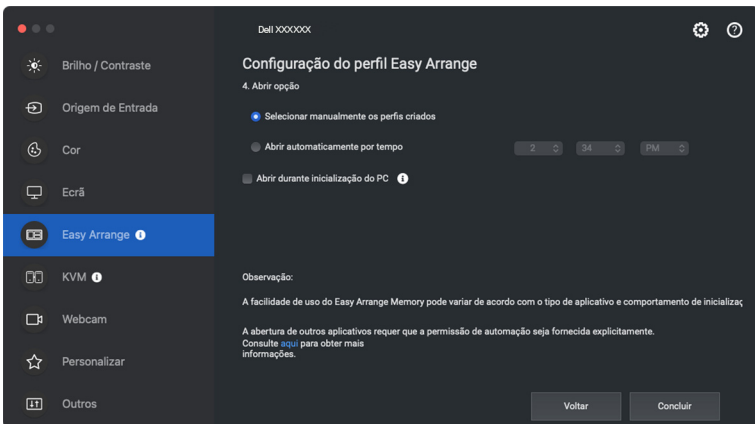 Dell XXXXXX
Brilho / Contraste
Origem de Entrada
Cor
Ecrã
Easy Arrange
KVM
Webcam
Personalizar
Outros
Configuração do perfil Easy Arrange
4. Abrir opção
Selecionar manualmente os perfis criados
Abrir automaticamente por tempo 2 34 PM
Abrir durante inicialização do PC
Observação:
A facilidade de uso do Easy Arrange Memory pode variar de acordo com o tipo de aplicativo e comportamento de
A abertura de outros aplicativos requer que a permissão de automação seja fornecida explicitamente.
Consulte aqui para obter mais
informações.
Voltar Concluir